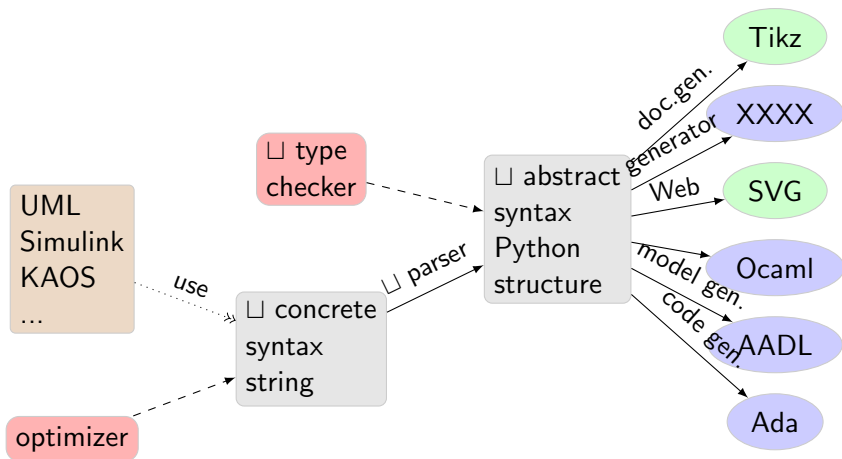 Tikz
doc.gen.
XXXX
generator
⊔ type
checker
⊔ abstract
syntax
Python
structure
Web
SVG
UML
Simulink
KAOS
...
use
⊔ parser
Ocaml
model gen.
⊔ concrete
syntax
string
code gen.
AADL
Ada
optimizer